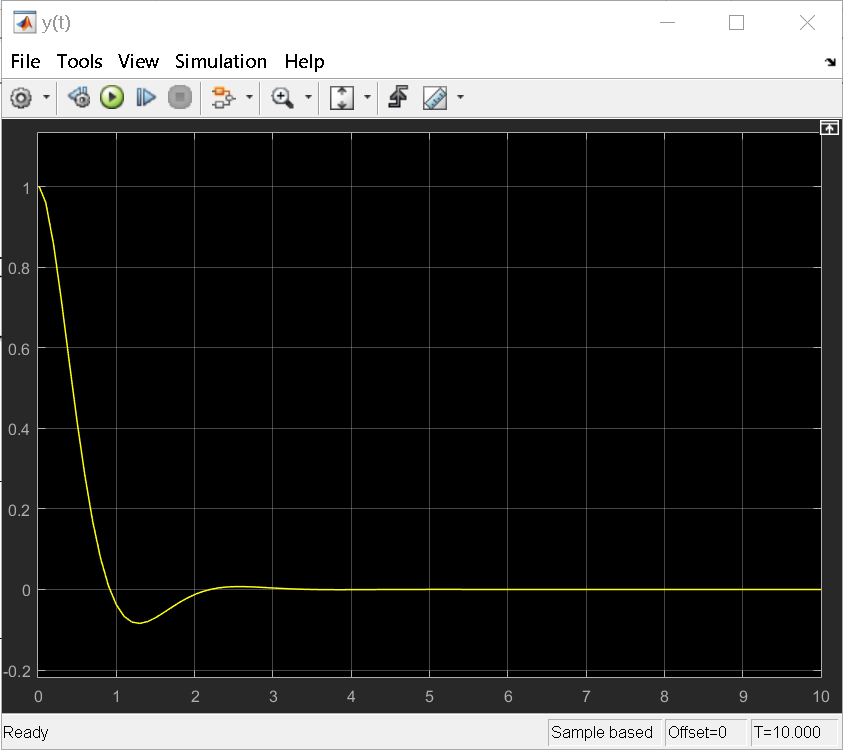 y(t)
File Tools View Simulation Help
1
0.8
0.6
0.4
0.2
0
-0.2
0 1 2 3 4 5 6 7 8 9 10
Ready Sample based Offset=0 T=10.000